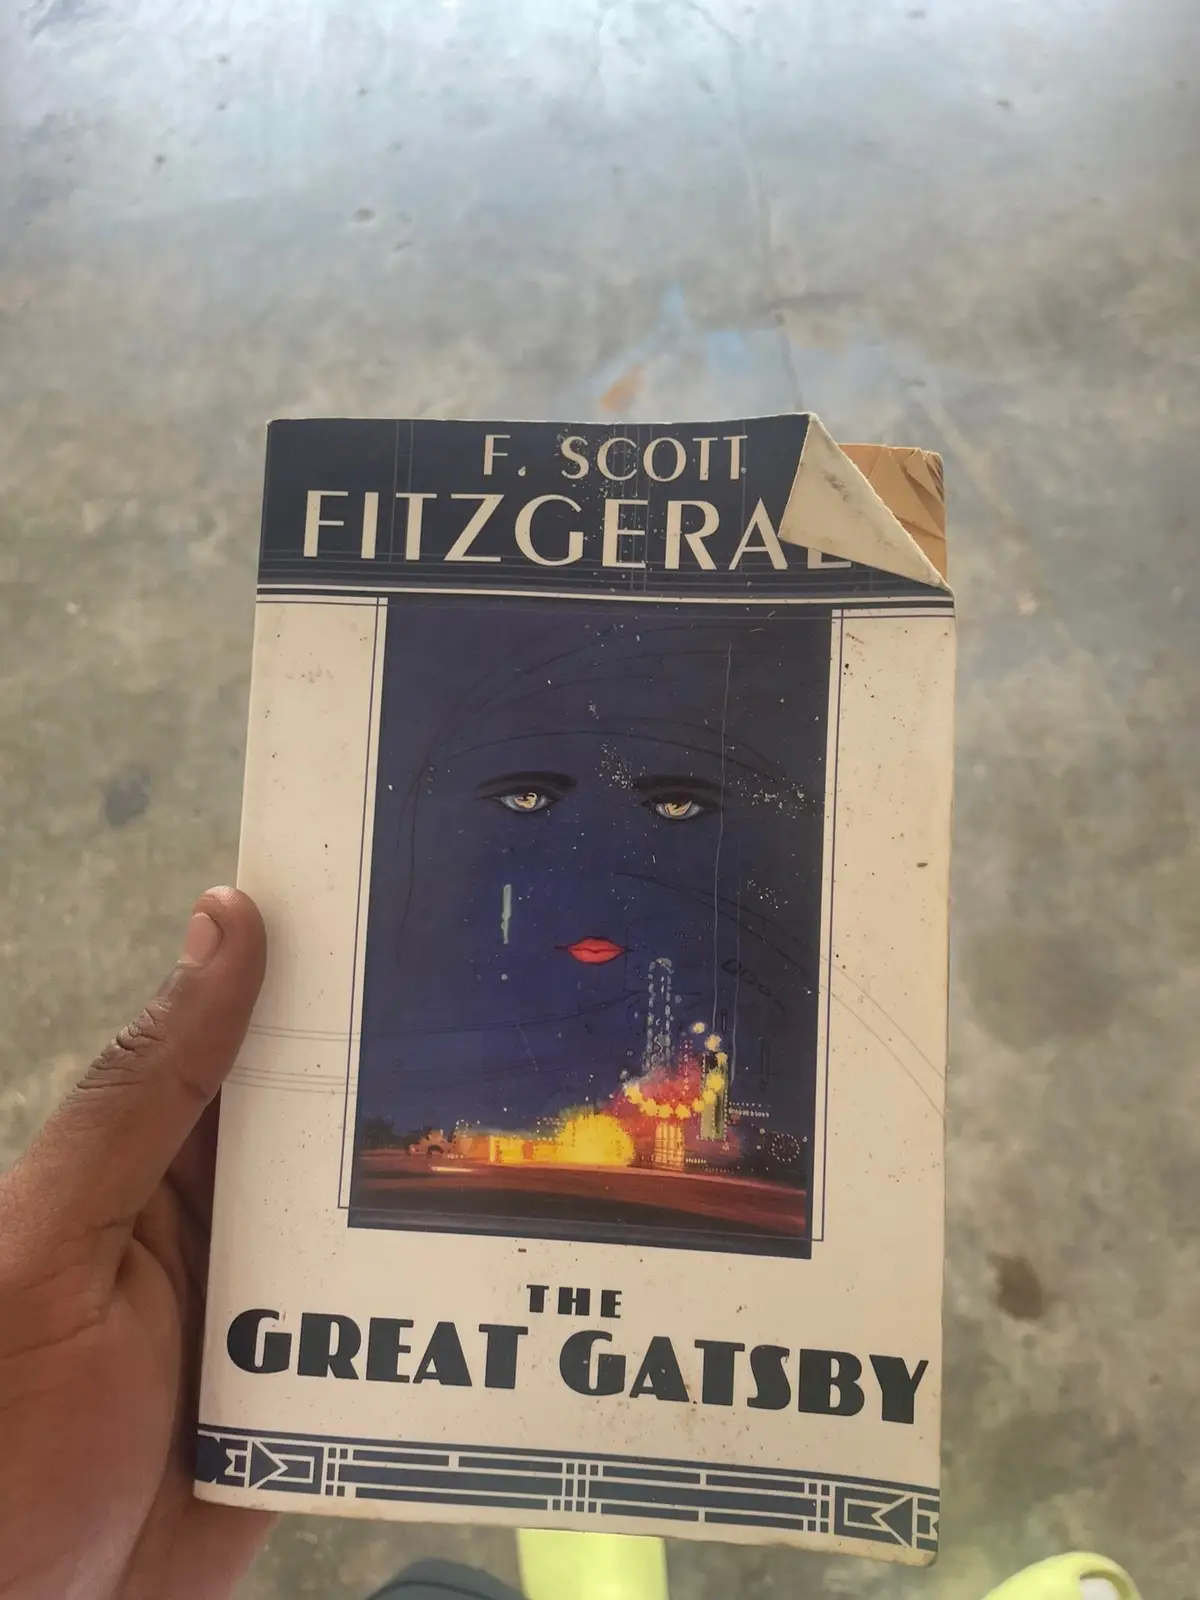 F. SCOTT
FITZGERAL
THE
GREAT GATSBY